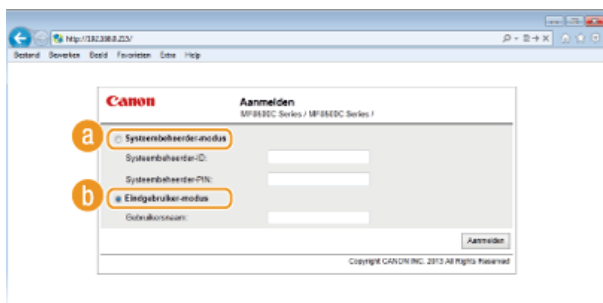 http://192.168.0.215/
Bestand Bewerken Beeld Favorieten Extra Help
Canon
Aanmelden
MF8500C Series / MF8500C Series /
a
Systeembeheerder-modus
Systeembeheerder-ID:
Systeembeheerder-PIN:
b
Eindgebruiker-modus
Gebruikersnaam:
Aanmelden
Copyright CANON INC. 2013 All Rights Reserved